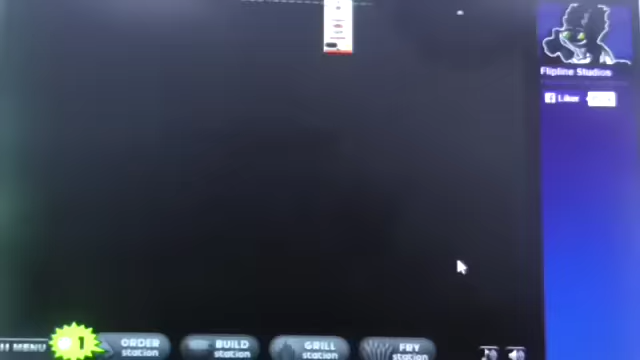 Flipline Studios
Like
MENU
1
ORDER station
BUILD station
GRILL station
FRY station